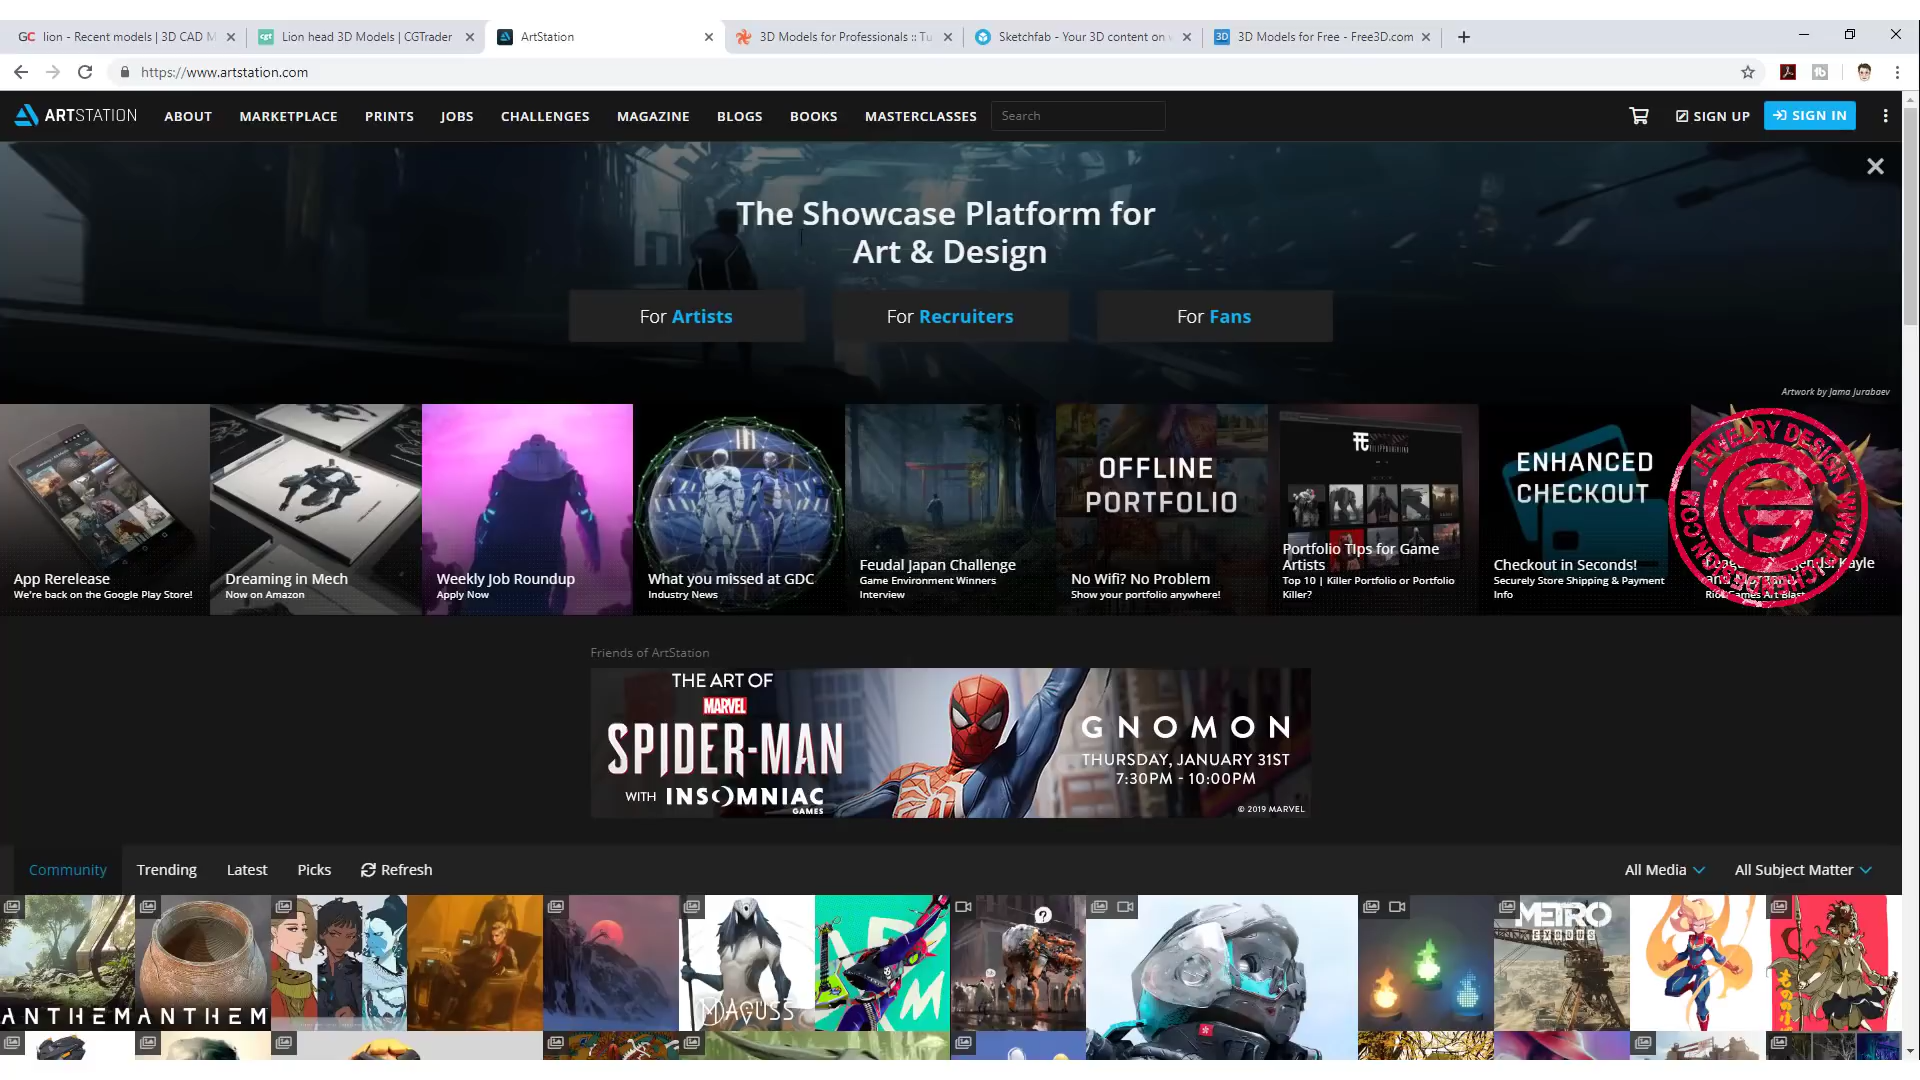 GC lion - Recent models | 3D CAD M
cgt Lion head 3D Models | CGTrader
ArtStation
3D Models for Professionals :: Tu
Sketchfab - Your 3D content on
3D 3D Models for Free - Free3D.com
https://www.artstation.com
ARTSTATION ABOUT MARKETPLACE PRINTS JOBS CHALLENGES MAGAZINE BLOGS BOOKS MASTERCLASSES Search SIGN UP SIGN IN
The Showcase Platform for
Art & Design
For Artists For Recruiters For Fans
Artwork by Jama Jurabaev
App Rerelease
We're back on the Google Play Store!
Dreaming in Mech
Now on Amazon
Weekly Job Roundup
Apply Now
What you missed at GDC
Industry News
Feudal Japan Challenge
Game Environment Winners
Interview
OFFLINE
PORTFOLIO
No Wifi? No Problem
Show your portfolio anywhere!
Portfolio Tips for Game
Artists
Top 10 | Killer Portfolio or Portfolio
Killer?
ENHANCED
CHECKOUT
Checkout in Seconds!
Securely Store Shipping & Payment
Info
JEWELRY DESIGN
Kayle
Riot Games Art Blast
Friends of ArtStation
THE ART OF
MARVEL
SPIDER-MAN
WITH INSOMNIAC
GAMES
GNOMON
THURSDAY, JANUARY 31ST
7:30PM - 10:00PM
© 2019 MARVEL
Community Trending Latest Picks Refresh All Media All Subject Matter
ANTHEM ANTHEM
MAGUSS
METRO
EXODUS